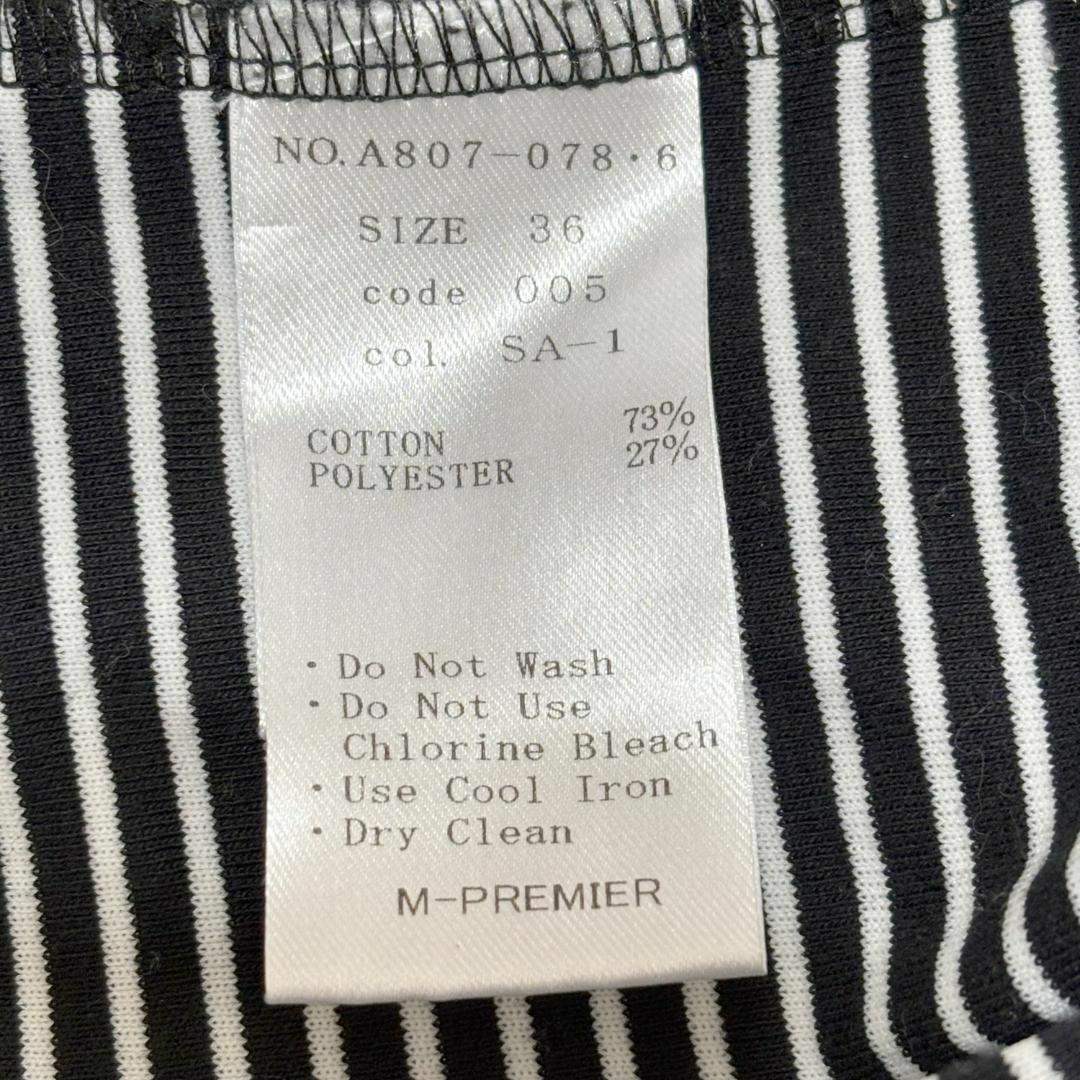 NO. A807-078・6
SIZE 36
code 005
col. SA-1
COTTON 73%
POLYESTER 27%
・Do Not Wash
・Do Not Use
Chlorine Bleach
・Use Cool Iron
・Dry Clean
M-PREMIER